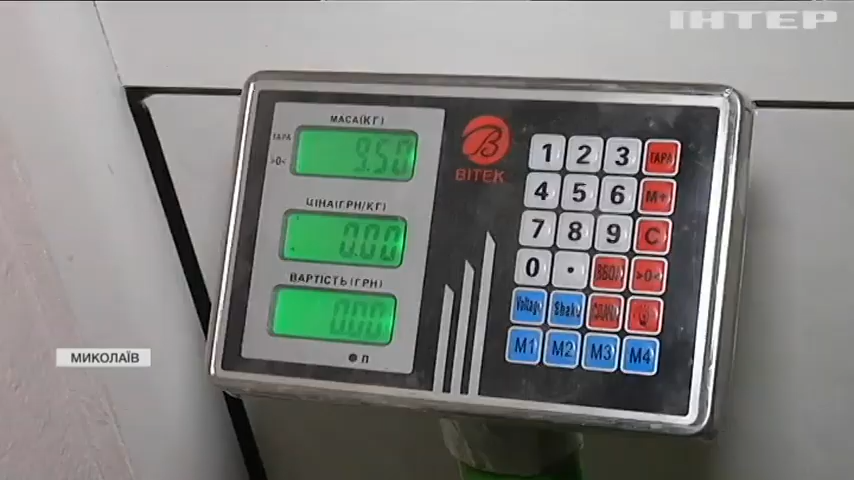 ІНТЕР
МАСА(КГ)
ТАРА
>0<
9.50
ЦІНА(ГРН/КГ)
0.00
ВАРТІСТЬ(ГРН)
0.00
П
BITEK
1 2 3 ТАРА
4 5 6 M+
7 8 9 C
0 . >0<
Voltage Shake
M1 M2 M3 M4
МИКОЛАЇВ